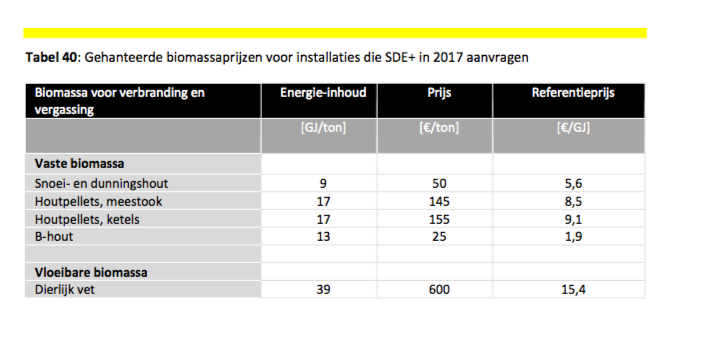 Tabel 40: Gehanteerde biomassaprijzen voor installaties die SDE+ in 2017 aanvragen
Biomassa voor verbranding en vergassing Energie-inhoud Prijs Referentieprijs
[GJ/ton] [€/ton] [€/GJ]
Vaste biomassa
Snoei- en dunningshout 9 50 5,6
Houtpellets, meestook 17 145 8,5
Houtpellets, ketels 17 155 9,1
B-hout 13 25 1,9
Vloeibare biomassa
Dierlijk vet 39 600 15,4